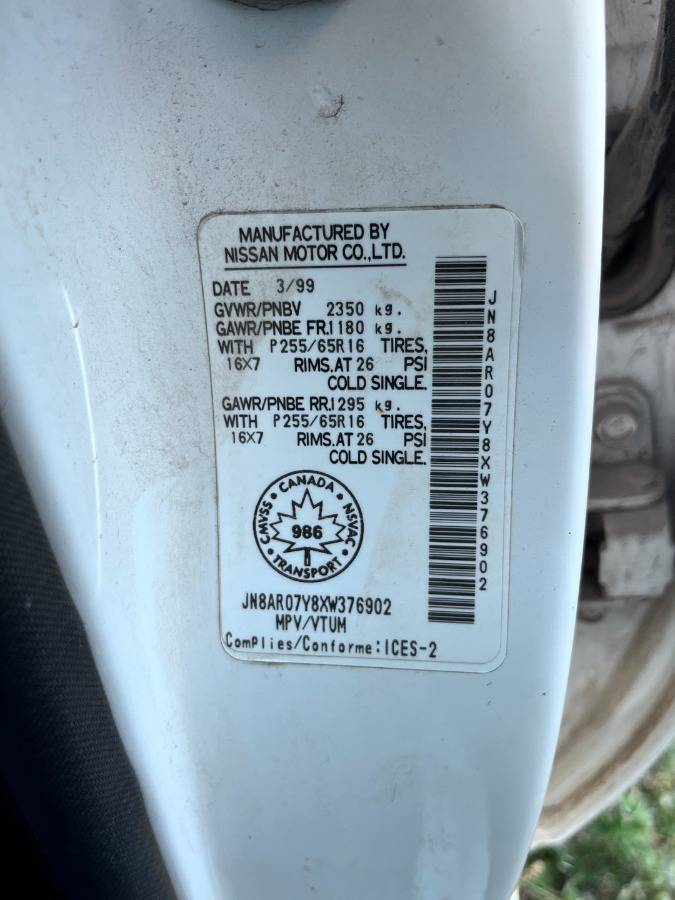 MANUFACTURED BY
NISSAN MOTOR CO.,LTD.
DATE 3/99
GVWR/PNBV 2350 kg.
GAWR/PNBE FR.1180 kg.
WITH P255/65R16 TIRES,
16X7 RIMS,AT 26 PSI
COLD SINGLE.
GAWR/PNBE RR.1295 kg.
WITH P255/65R16 TIRES,
16X7 RIMS,AT 26 PSI
COLD SINGLE.
CMVSS • CANADA • NSVAC
986
• TRANSPORT •
JN8AR07Y8XW376902
MPV/VTUM
ComPlies/Conforme:ICES-2
JN8AR07Y8XW376902